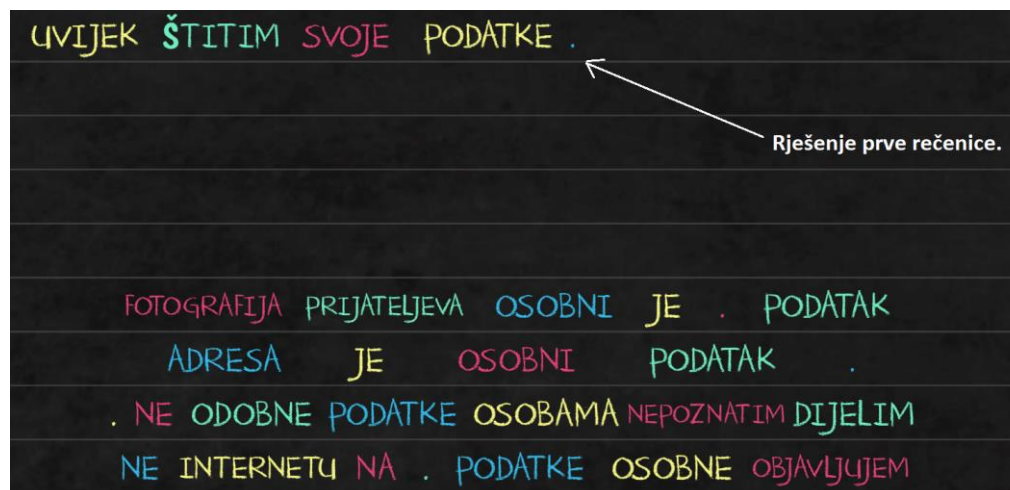 UVIJEK ŠTITIM SVOJE PODATKE .
Rješenje prve rečenice.
FOTOGRAFIJA PRIJATELJEVA OSOBNI JE . PODATAK
ADRESA JE OSOBNI PODATAK .
. NE ODOBNE PODATKE OSOBAMA NEPOZNATIM DIJELIM
NE INTERNETU NA . PODATKE OSOBNE OBJAVLJUJEM